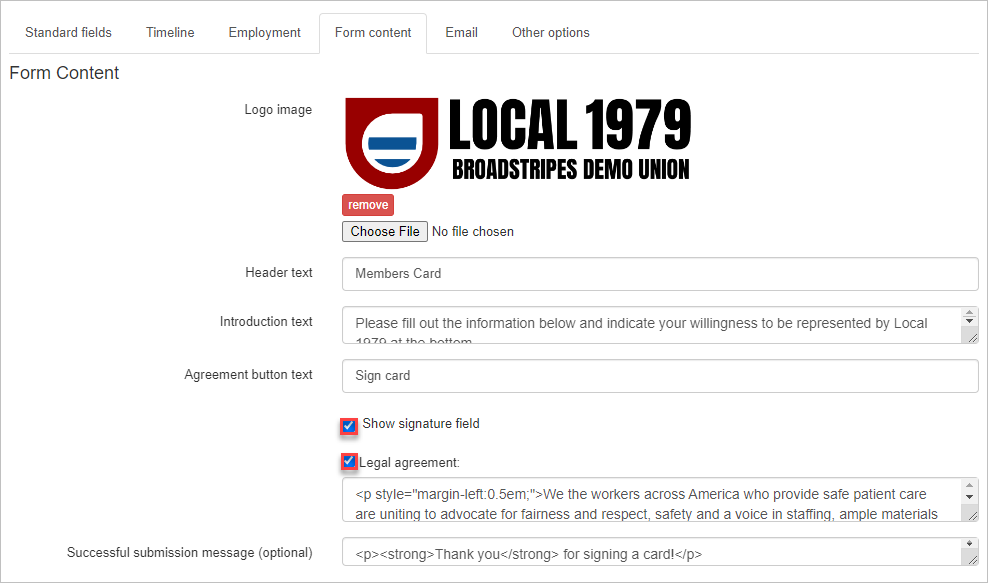 Standard fields Timeline Employment Form content Email Other options
Form Content
Logo image
LOCAL 1979
BROADSTRIPES DEMO UNION
remove
Choose File No file chosen
Header text Members Card
Introduction text Please fill out the information below and indicate your willingness to be represented by Local
1979 at the bottom
Agreement button text Sign card
Show signature field
Legal agreement:
<p style="margin-left:0.5em;">We the workers across America who provide safe patient care
are uniting to advocate for fairness and respect, safety and a voice in staffing, ample materials
Successful submission message (optional) <p><strong>Thank you</strong> for signing a card!</p>